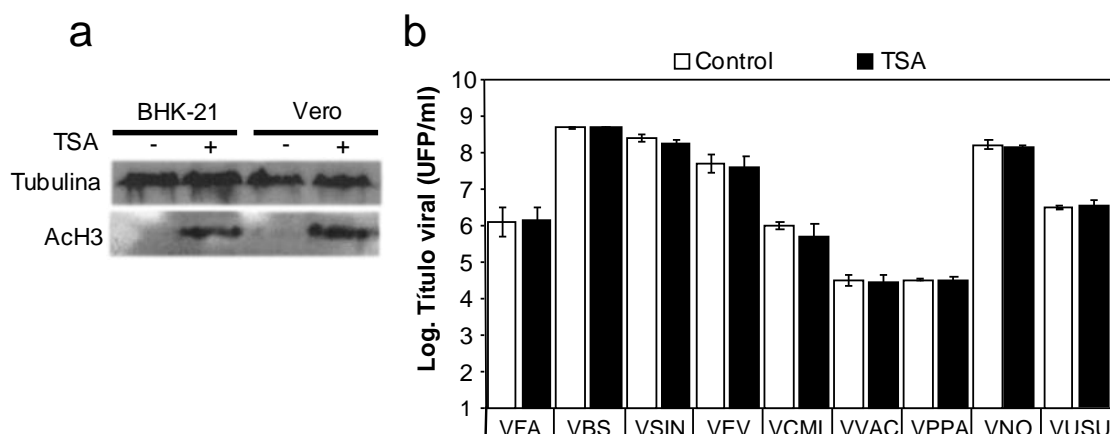 a
BHK-21 Vero
TSA - + - +
Tubulina
AcH3
b
Control TSA
Log. Título viral (UFP/ml)
10
9
8
7
6
5
4
3
2
1
VFA VBS VSIN VEV VCML VVAC VPPA VNO VUSU